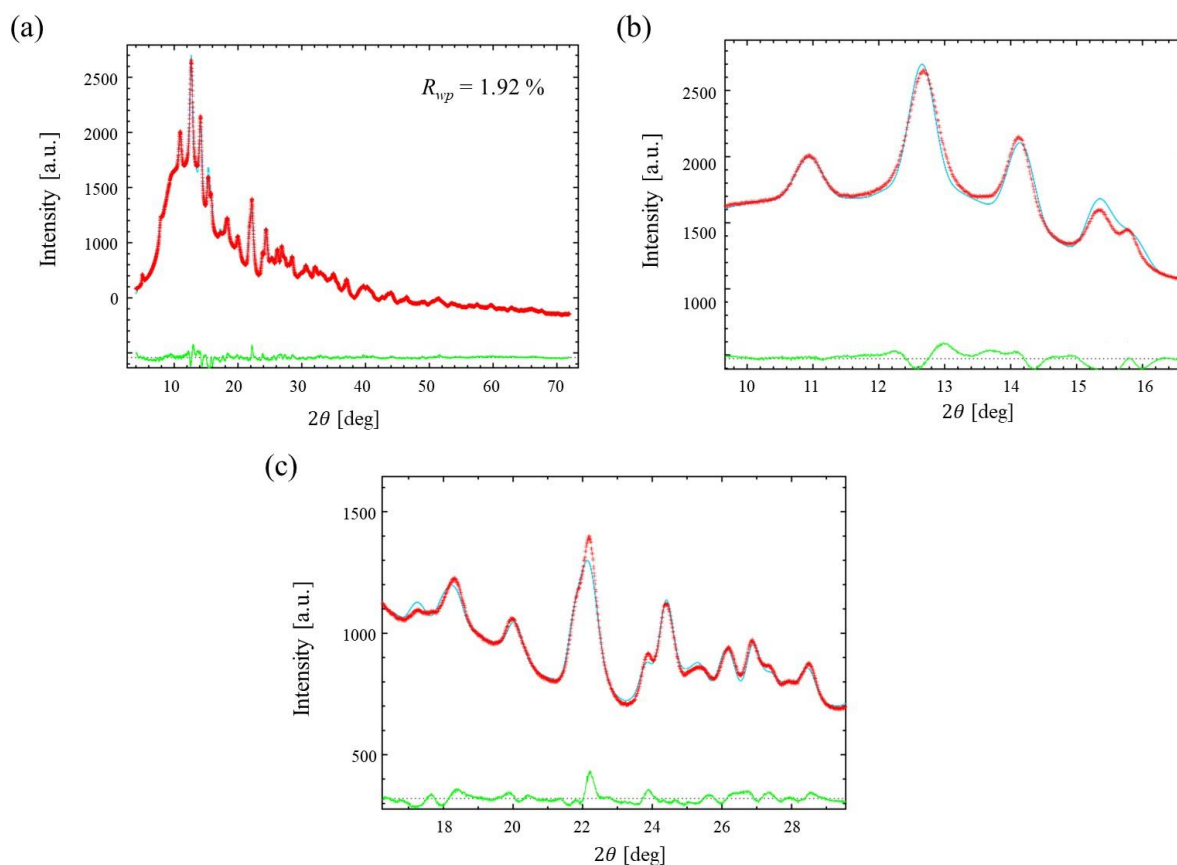 (a)
R_wp = 1.92 %
Intensity [a.u.]
2500
2000
1500
1000
0
10 20 30 40 50 60 70
2θ [deg]
(b)
Intensity [a.u.]
2500
2000
1500
1000
10 11 12 13 14 15 16
2θ [deg]
(c)
Intensity [a.u.]
1500
1000
500
18 20 22 24 26 28
2θ [deg]